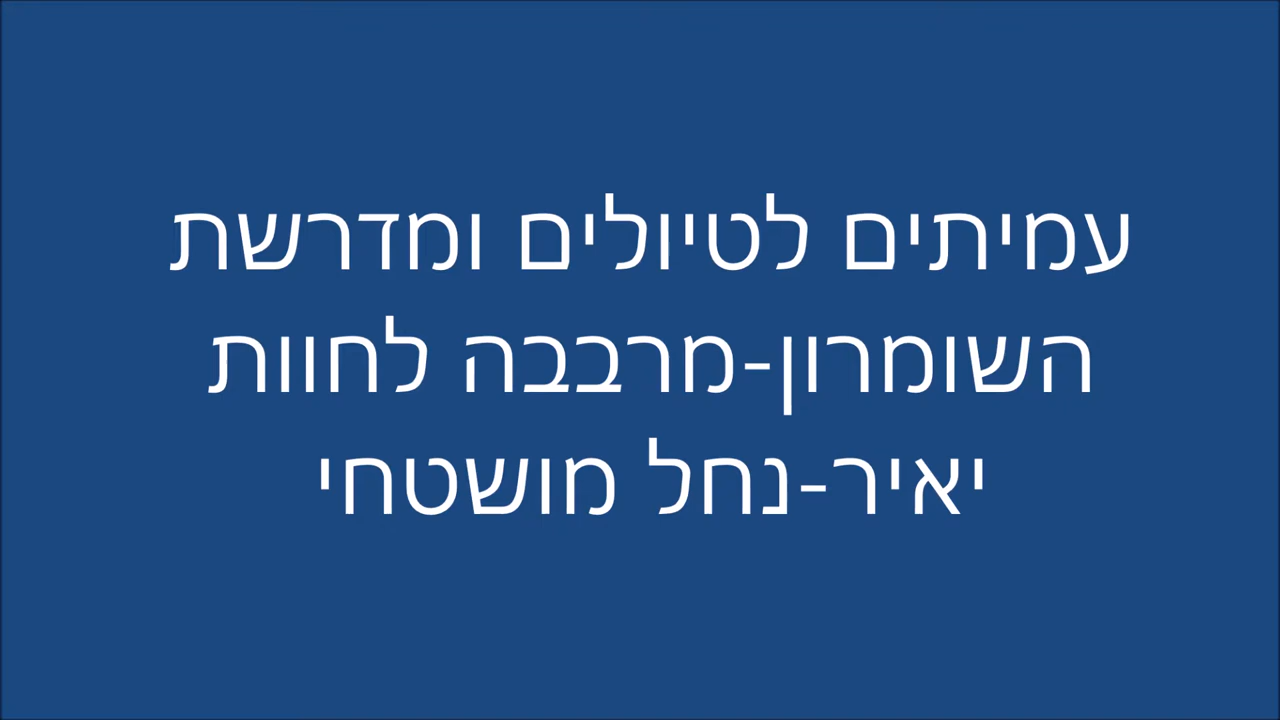 עמיתים לטיולים ומדרשת
השומרון-מרבבה לחוות
יאיר-נחל מושטחי